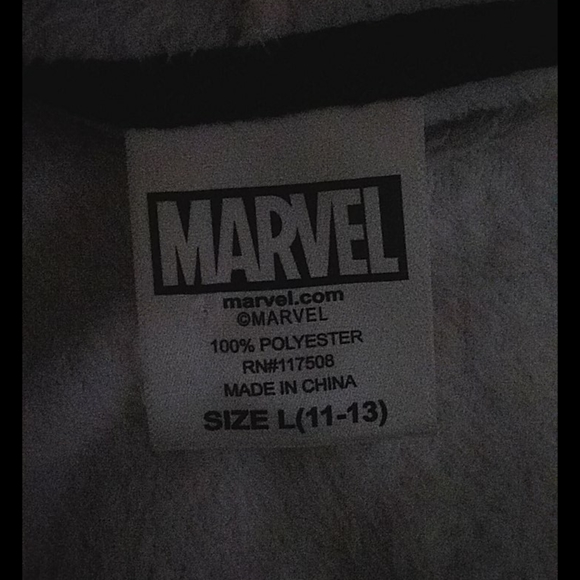 MARVEL
marvel.com
©MARVEL
100% POLYESTER
RN#117508
MADE IN CHINA
SIZE L(11-13)